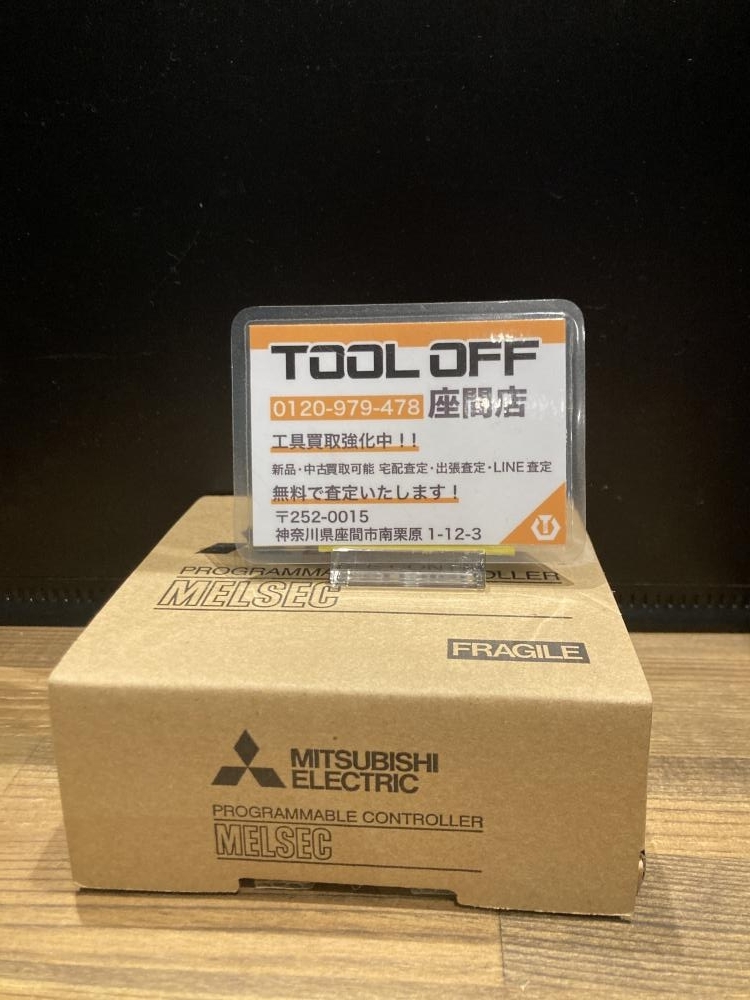 TOOL OFF
0120-979-478 座間店
工具買取強化中！！
新品・中古買取可能 宅配査定・出張査定・LINE査定
無料で査定いたします！
〒252-0015
神奈川県座間市南栗原 1-12-3
PROGRAMMABLE CONTROLLER
MELSEC
FRAGILE
MITSUBISHI
ELECTRIC
PROGRAMMABLE CONTROLLER
MELSEC